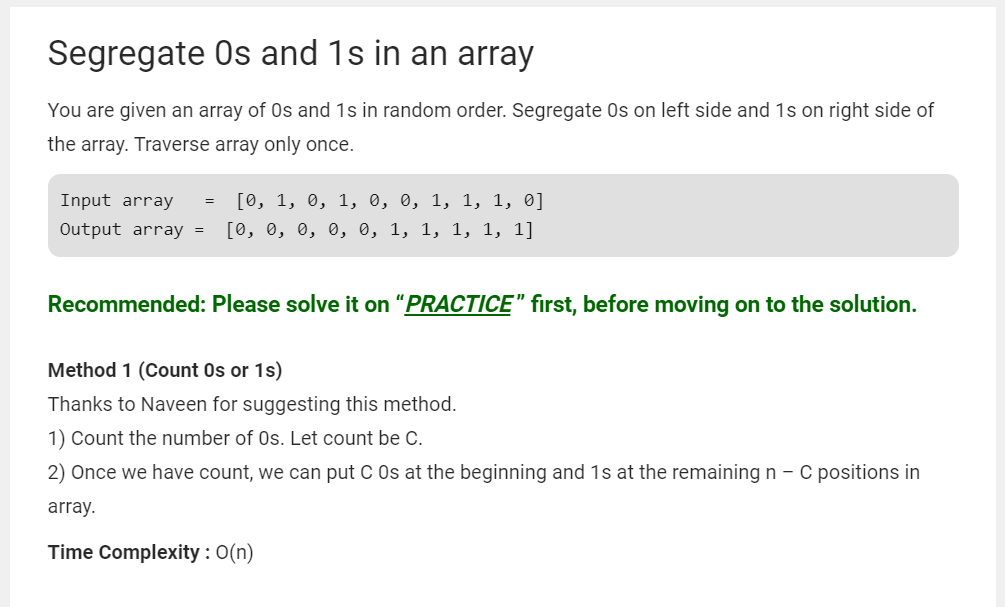 Segregate 0s and 1s in an array
You are given an array of 0s and 1s in random order. Segregate 0s on left side and 1s on right side of
the array. Traverse array only once.
Input array   =  [0, 1, 0, 1, 0, 0, 1, 1, 1, 0]
Output array =  [0, 0, 0, 0, 0, 1, 1, 1, 1, 1]
Recommended: Please solve it on “PRACTICE” first, before moving on to the solution.
Method 1 (Count 0s or 1s)
Thanks to Naveen for suggesting this method.
1) Count the number of 0s. Let count be C.
2) Once we have count, we can put C 0s at the beginning and 1s at the remaining n – C positions in
array.
Time Complexity : O(n)